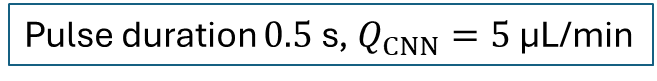 Pulse duration 0.5 s, Q_CNN = 5 µL/min